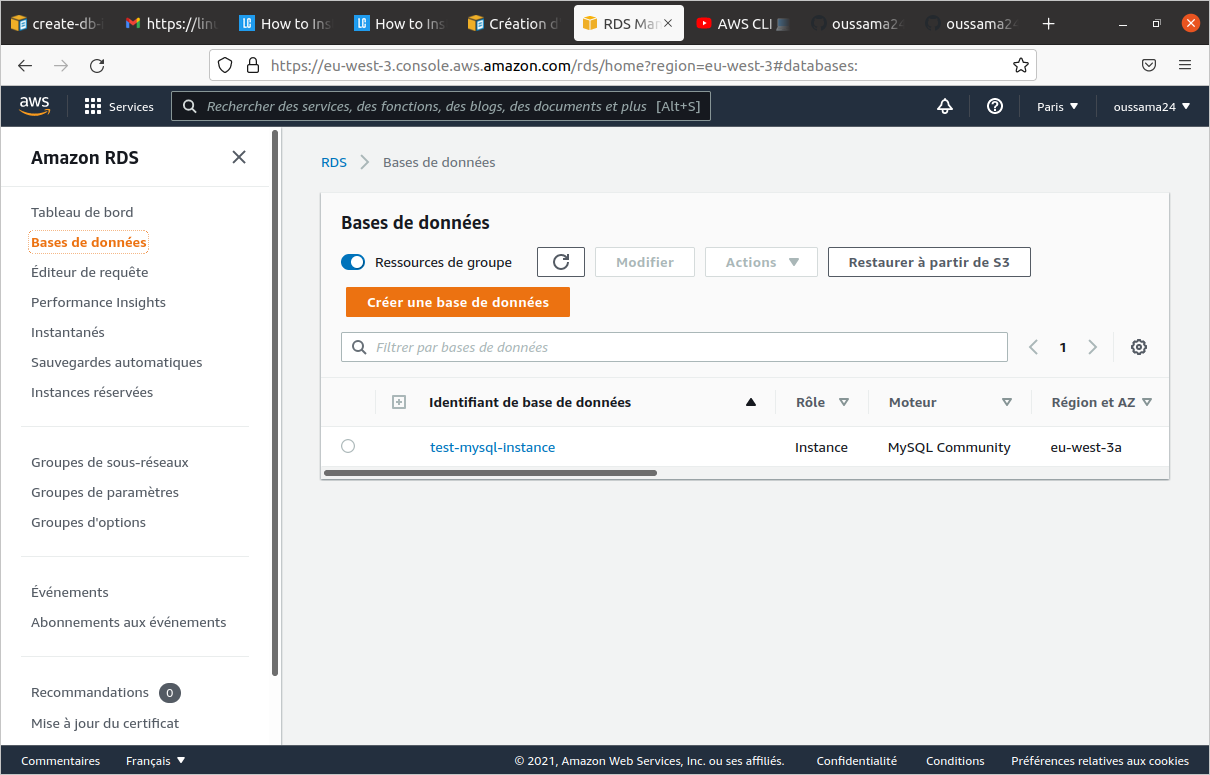 create-db-
https://lin
How to Ins
How to Ins
Création d
RDS Man
AWS CLI
oussama24
oussama24
https://eu-west-3.console.aws.amazon.com/rds/home?region=eu-west-3#databases:
aws
Services
Rechercher des services, des fonctions, des blogs, des documents et plus [Alt+S]
Paris
oussama24
Amazon RDS
Tableau de bord
Bases de données
Éditeur de requête
Performance Insights
Instantanés
Sauvegardes automatiques
Instances réservées
Groupes de sous-réseaux
Groupes de paramètres
Groupes d'options
Événements
Abonnements aux événements
Recommandations 0
Mise à jour du certificat
RDS Bases de données
Bases de données
Ressources de groupe
Modifier
Actions
Restaurer à partir de S3
Créer une base de données
Filtrer par bases de données
1
Identifiant de base de données Rôle Moteur Région et AZ
test-mysql-instance Instance MySQL Community eu-west-3a
Commentaires Français © 2021, Amazon Web Services, Inc. ou ses affiliés. Confidentialité Conditions Préférences relatives aux cookies